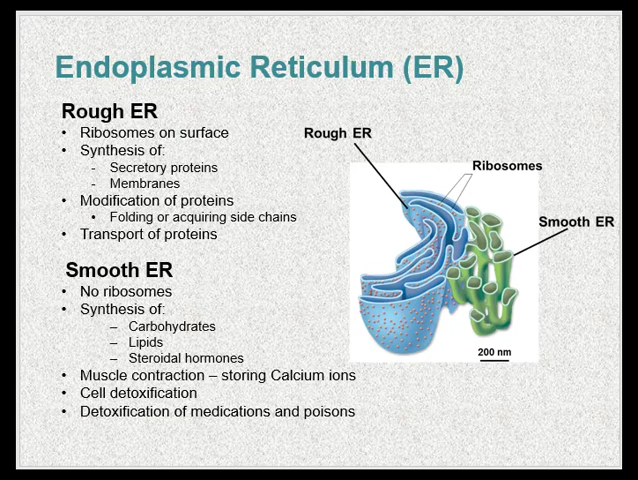 Endoplasmic Reticulum (ER)
Rough ER
• Ribosomes on surface
• Synthesis of:
- Secretory proteins
- Membranes
• Modification of proteins
• Folding or acquiring side chains
• Transport of proteins
Smooth ER
• No ribosomes
• Synthesis of:
– Carbohydrates
– Lipids
– Steroidal hormones
• Muscle contraction – storing Calcium ions
• Cell detoxification
• Detoxification of medications and poisons
Rough ER
Ribosomes
Smooth ER
200 nm